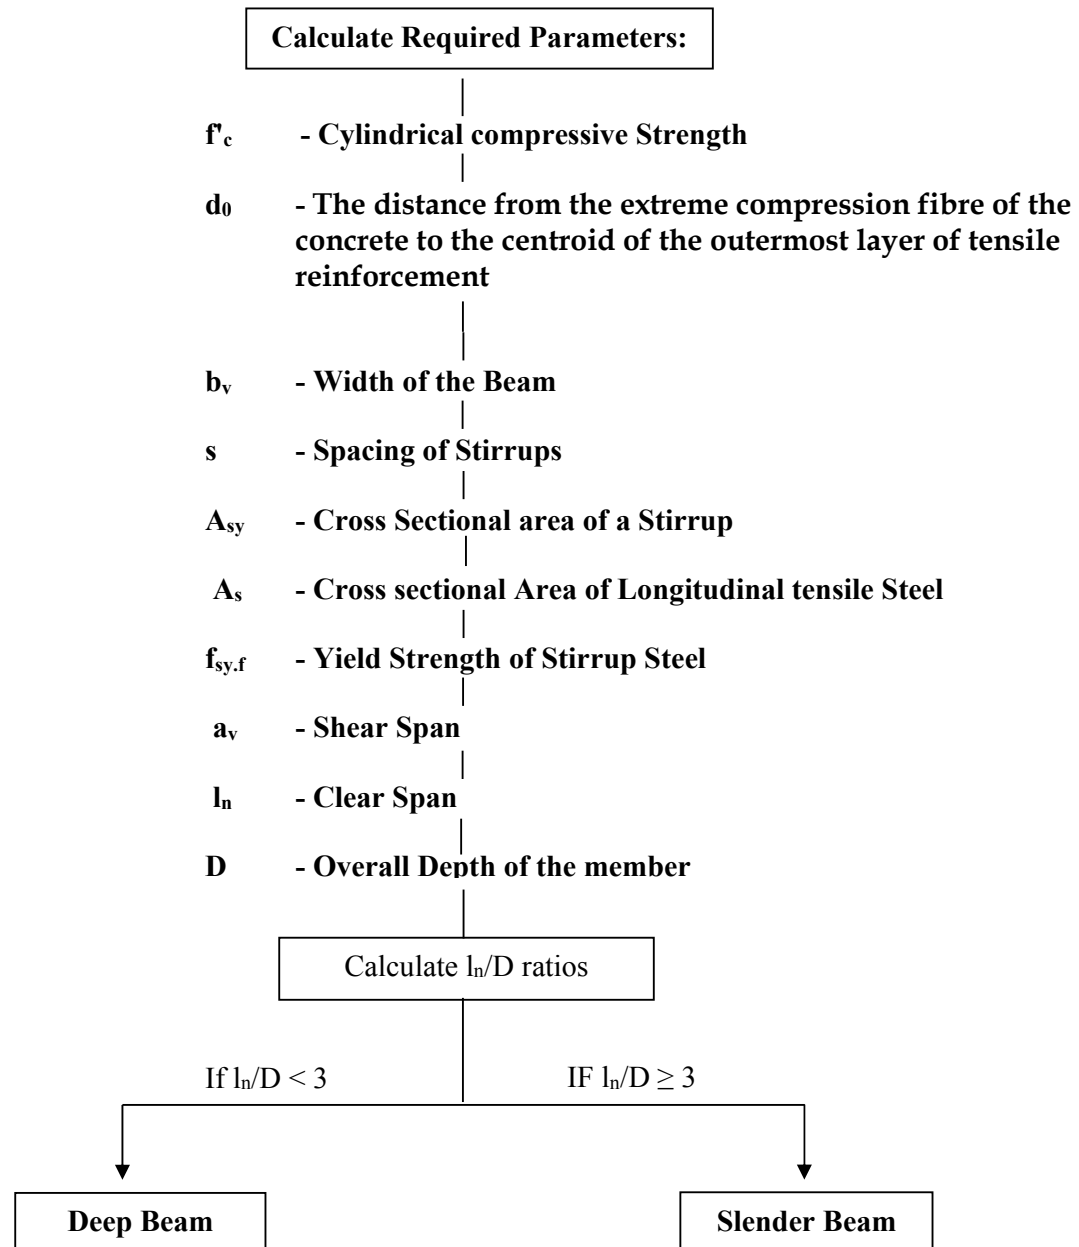 Calculate Required Parameters:
f'c - Cylindrical compressive Strength
d0 - The distance from the extreme compression fibre of the
concrete to the centroid of the outermost layer of tensile
reinforcement
bv - Width of the Beam
s - Spacing of Stirrups
Asy - Cross Sectional area of a Stirrup
As - Cross sectional Area of Longitudinal tensile Steel
fsy.f - Yield Strength of Stirrup Steel
av - Shear Span
ln - Clear Span
D - Overall Depth of the member
Calculate ln/D ratios
If ln/D < 3 IF ln/D ≥ 3
Deep Beam Slender Beam